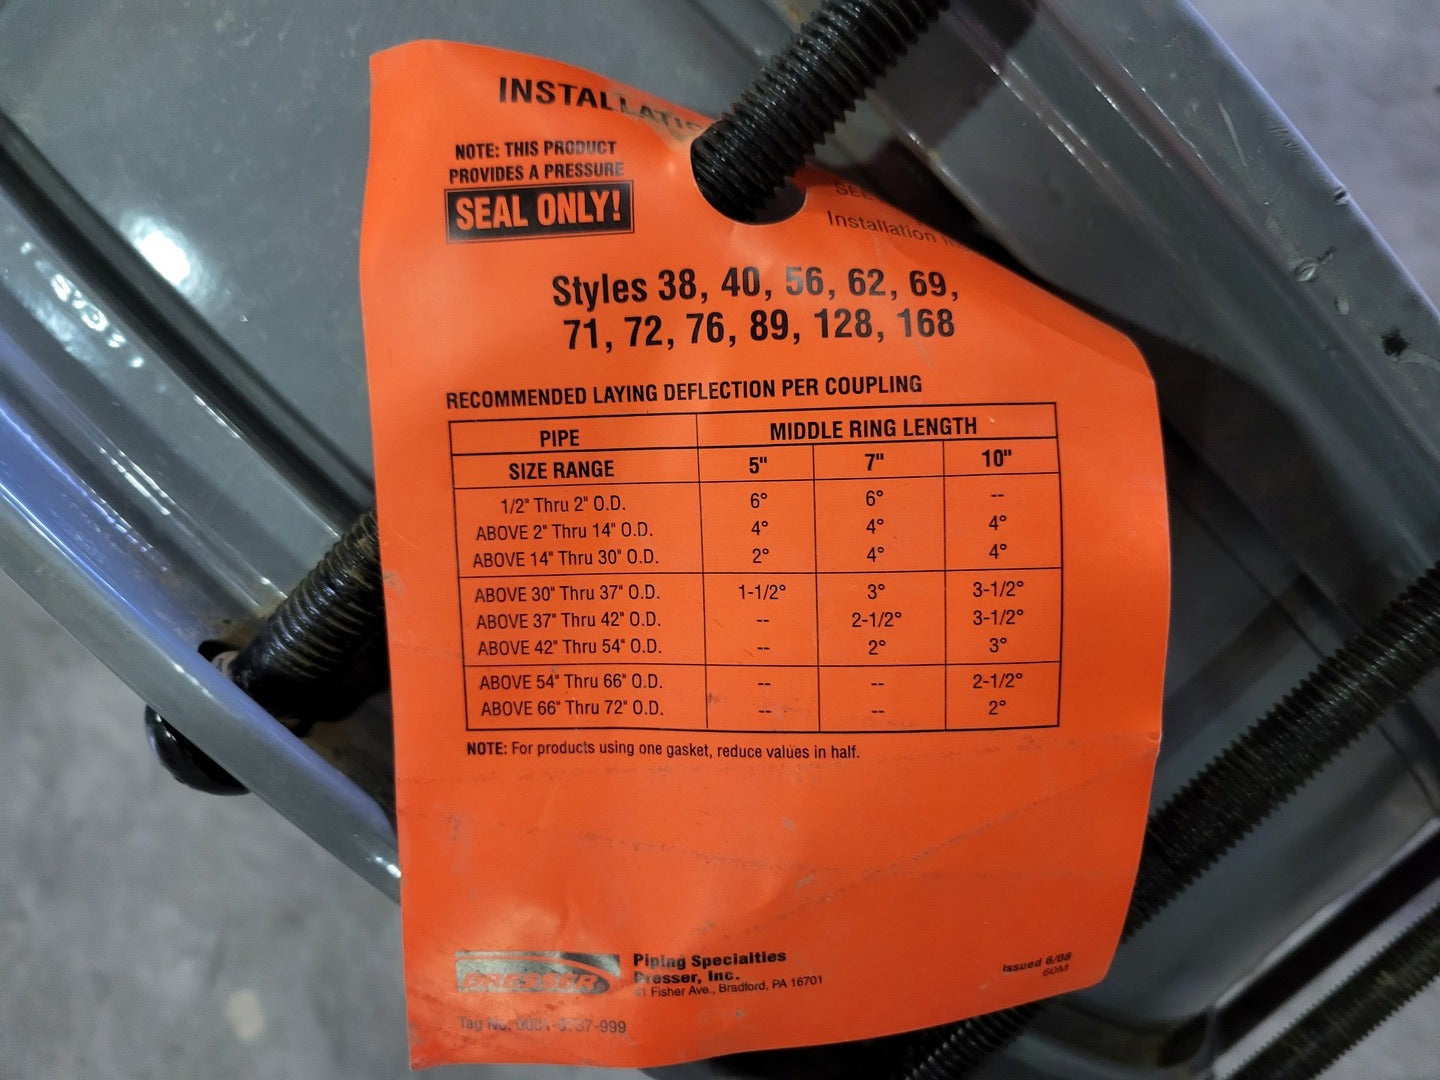 INSTALLATIO
NOTE: THIS PRODUCT
PROVIDES A PRESSURE
SEAL ONLY!
Installation
Styles 38, 40, 56, 62, 69,
71, 72, 76, 89, 128, 168
RECOMMENDED LAYING DEFLECTION PER COUPLING
PIPE MIDDLE RING LENGTH
SIZE RANGE 5" 7" 10"
1/2" Thru 2" O.D. 6° 6° --
ABOVE 2" Thru 14" O.D. 4° 4° 4°
ABOVE 14" Thru 30" O.D. 2° 4° 4°
ABOVE 30" Thru 37" O.D. 1-1/2° 3° 3-1/2°
ABOVE 37" Thru 42" O.D. -- 2-1/2° 3-1/2°
ABOVE 42" Thru 54" O.D. -- 2° 3°
ABOVE 54" Thru 66" O.D. -- -- 2-1/2°
ABOVE 66" Thru 72" O.D. -- -- 2°
NOTE: For products using one gasket, reduce values in half.
DRESSER
Piping Specialties
Dresser, Inc.
41 Fisher Ave., Bradford, PA 16701
Issued 6/08
60M
Tag No.